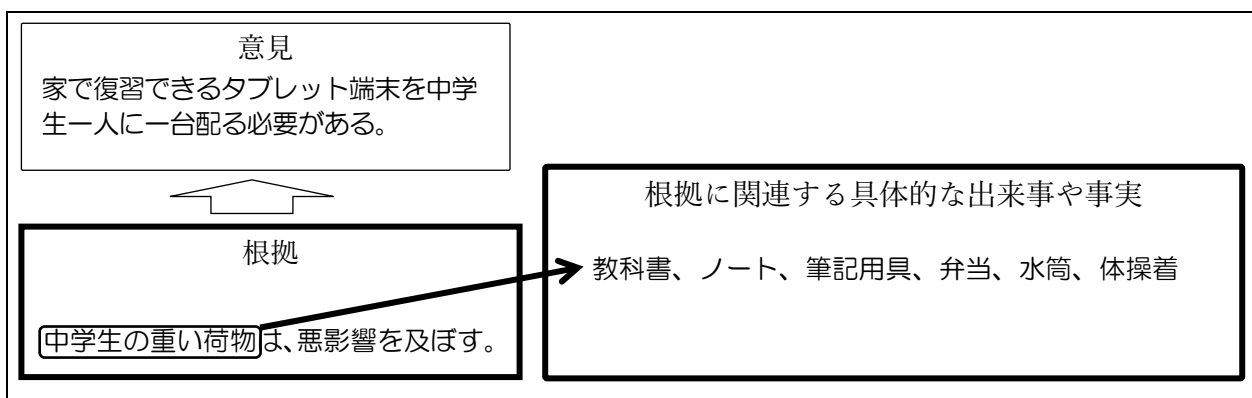 意見
家で復習できるタブレット端末を中学
生一人に一台配る必要がある。
根拠に関連する具体的な出来事や事実
根拠
教科書、ノート、筆記用具、弁当、水筒、体操着
中学生の重い荷物は、悪影響を及ぼす。